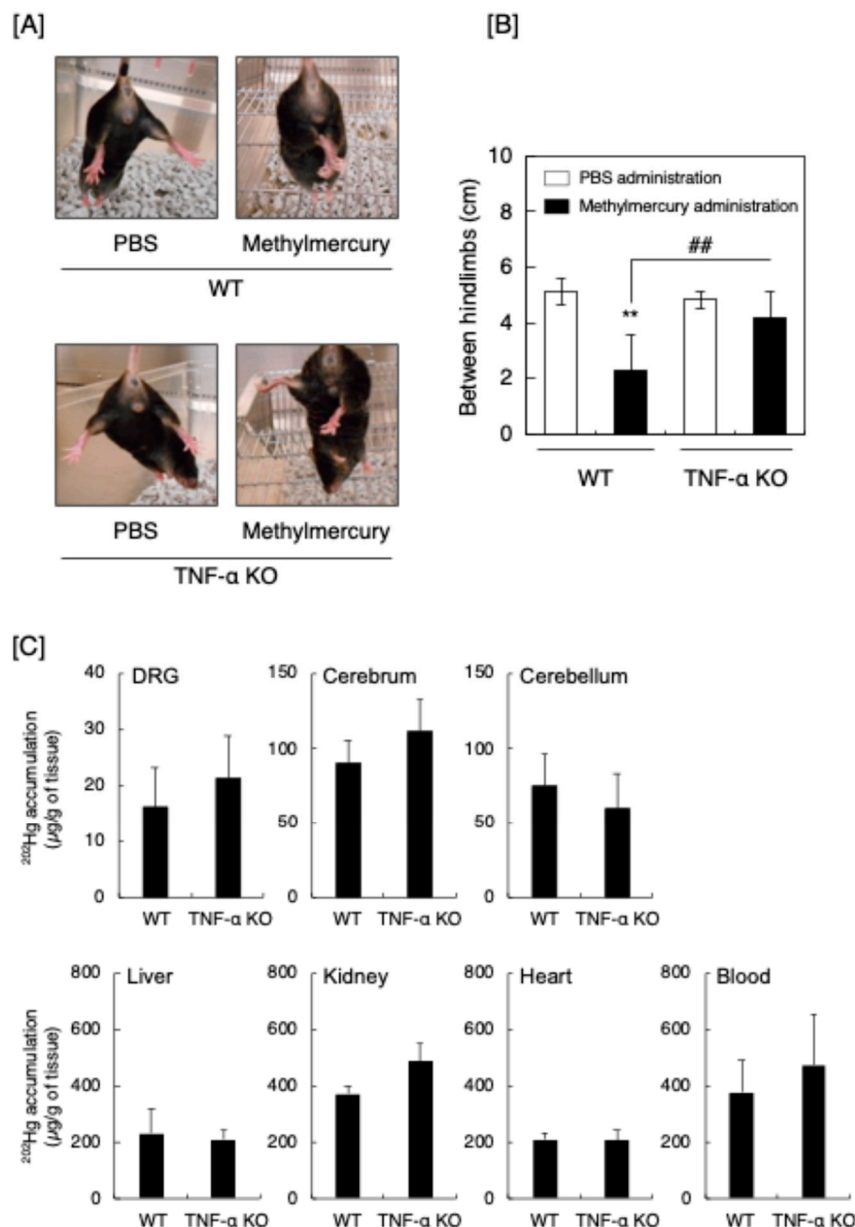 [A]
PBS
Methylmercury
WT
PBS
Methylmercury
TNF-α KO
[B]
Between hindlimbs (cm)
10
8
6
4
2
0
PBS administration
Methylmercury administration
##
**
WT
TNF-α KO
[C]
²⁰²Hg accumulation
(µg/g of tissue)
DRG
40
30
20
10
0
WT TNF-α KO
Cerebrum
150
100
50
0
WT TNF-α KO
Cerebellum
150
100
50
0
WT TNF-α KO
²⁰²Hg accumulation
(µg/g of tissue)
Liver
800
600
400
200
0
WT TNF-α KO
Kidney
800
600
400
200
0
WT TNF-α KO
Heart
800
600
400
200
0
WT TNF-α KO
Blood
800
600
400
200
0
WT TNF-α KO